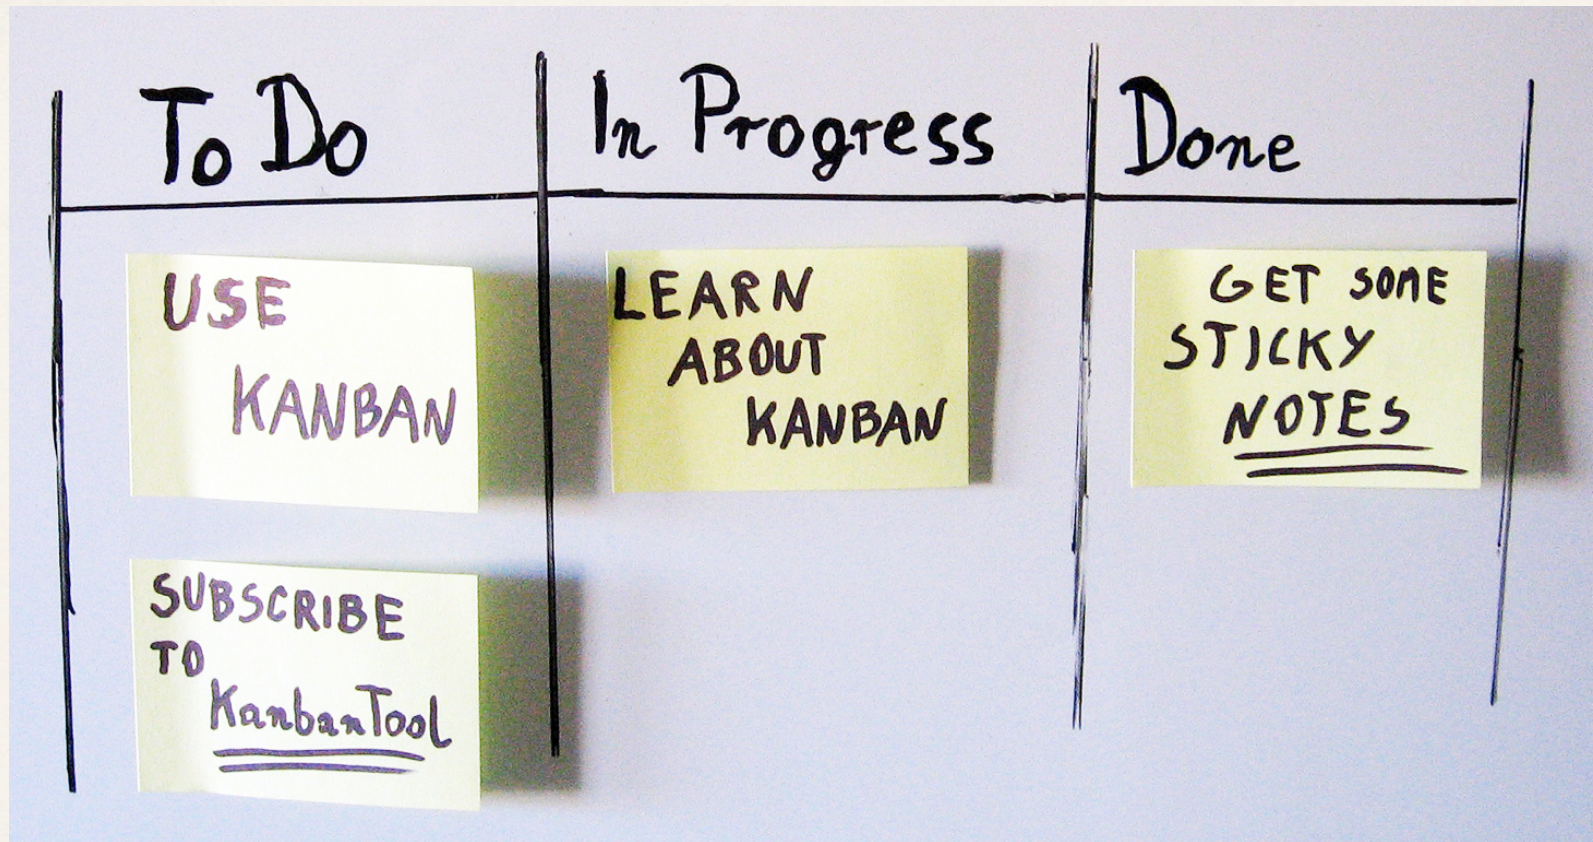 To Do
In Progress
Done
USE
KANBAN
SUBSCRIBE
TO
KanbanTool
LEARN
ABOUT
KANBAN
GET SOME
STICKY
NOTES